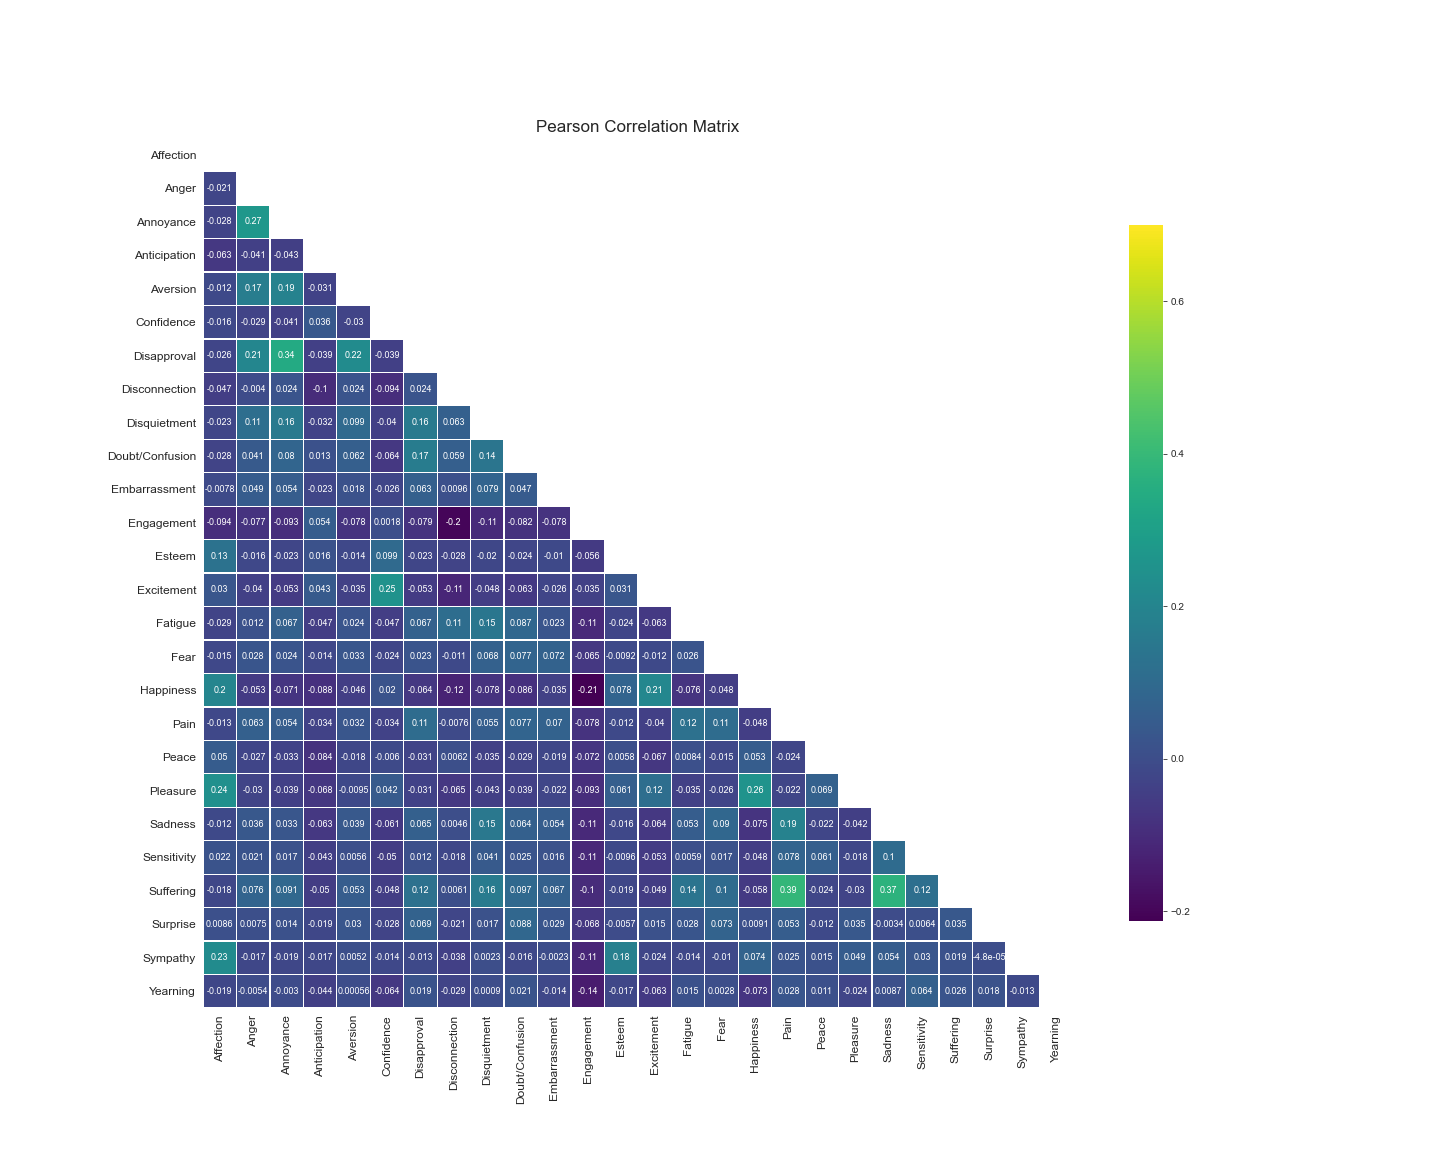 Pearson Correlation Matrix
Affection
Anger -0.021
Annoyance -0.028 0.27
Anticipation -0.063 -0.041 -0.043
Aversion -0.012 0.17 0.19 -0.031
Confidence -0.016 -0.029 -0.041 0.036 -0.03
Disapproval -0.026 0.21 0.34 -0.039 0.22 -0.039
Disconnection -0.047 -0.004 0.024 -0.1 0.024 -0.094 0.024
Disquietment -0.023 0.11 0.16 -0.032 0.099 -0.04 0.16 0.063
Doubt/Confusion -0.028 0.041 0.08 0.013 0.062 -0.064 0.17 0.059 0.14
Embarrassment -0.0078 0.049 0.054 -0.023 0.018 -0.026 0.063 0.0096 0.079 0.047
Engagement -0.094 -0.077 -0.093 0.054 -0.078 0.0018 -0.079 -0.2 -0.11 -0.082 -0.078
Esteem 0.13 -0.016 -0.023 0.016 -0.014 0.099 -0.023 -0.028 -0.02 -0.024 -0.01 -0.056
Excitement 0.03 -0.04 -0.053 0.043 -0.035 0.25 -0.053 -0.11 -0.048 -0.063 -0.026 -0.035 0.031
Fatigue -0.029 0.012 0.067 -0.047 0.024 -0.047 0.067 0.11 0.15 0.087 0.023 -0.11 -0.024 -0.063
Fear -0.015 0.028 0.024 -0.014 0.033 -0.024 0.023 -0.011 0.068 0.077 0.072 -0.065 -0.0092 -0.012 0.026
Happiness 0.2 -0.053 -0.071 -0.088 -0.046 0.02 -0.064 -0.12 -0.078 -0.086 -0.035 -0.21 0.078 0.21 -0.076 -0.048
Pain -0.013 0.063 0.054 -0.034 0.032 -0.034 0.11 -0.0076 0.055 0.077 0.07 -0.078 -0.012 -0.04 0.12 0.11 -0.048
Peace 0.05 -0.027 -0.033 -0.084 -0.018 -0.006 -0.031 0.0062 -0.035 -0.029 -0.019 -0.072 0.0058 -0.067 0.0084 -0.015 0.053 -0.024
Pleasure 0.24 -0.03 -0.039 -0.068 -0.0095 0.042 -0.031 -0.065 -0.043 -0.039 -0.022 -0.093 0.061 0.12 -0.035 -0.026 0.26 -0.022 0.069
Sadness -0.012 0.036 0.033 -0.063 0.039 -0.061 0.065 0.0046 0.15 0.064 0.054 -0.11 -0.016 -0.064 0.053 0.09 -0.075 0.19 -0.022 -0.042
Sensitivity 0.022 0.021 0.017 -0.043 0.0056 -0.05 0.012 -0.018 0.041 0.025 0.016 -0.11 -0.0096 -0.053 0.0059 0.017 -0.048 0.078 0.061 -0.018 0.1
Suffering -0.018 0.076 0.091 -0.05 0.053 -0.048 0.12 0.0061 0.16 0.097 0.067 -0.1 -0.019 -0.049 0.14 0.1 -0.058 0.39 -0.024 -0.03 0.37 0.12
Surprise 0.0086 0.0075 0.014 -0.019 0.03 -0.028 0.069 -0.021 0.017 0.088 0.029 -0.068 -0.0057 0.015 0.028 0.073 0.0091 0.053 -0.012 0.035 -0.0034 0.0064 0.035
Sympathy 0.23 -0.017 -0.019 -0.017 0.0052 -0.014 -0.013 -0.038 0.0023 -0.016 -0.0023 -0.11 0.18 -0.024 -0.014 -0.01 0.074 0.025 0.015 0.049 0.054 0.03 0.019 -4.8e-05
Yearning -0.019 -0.0054 -0.003 -0.044 0.00056 -0.064 0.019 -0.029 0.0009 0.021 -0.014 -0.14 -0.017 -0.063 0.015 0.0028 -0.073 0.028 0.011 -0.024 0.0087 0.064 0.026 0.018 -0.013
Affection
Anger
Annoyance
Anticipation
Aversion
Confidence
Disapproval
Disconnection
Disquietment
Doubt/Confusion
Embarrassment
Engagement
Esteem
Excitement
Fatigue
Fear
Happiness
Pain
Peace
Pleasure
Sadness
Sensitivity
Suffering
Surprise
Sympathy
Yearning
0.6
0.4
0.2
0.0
−0.2